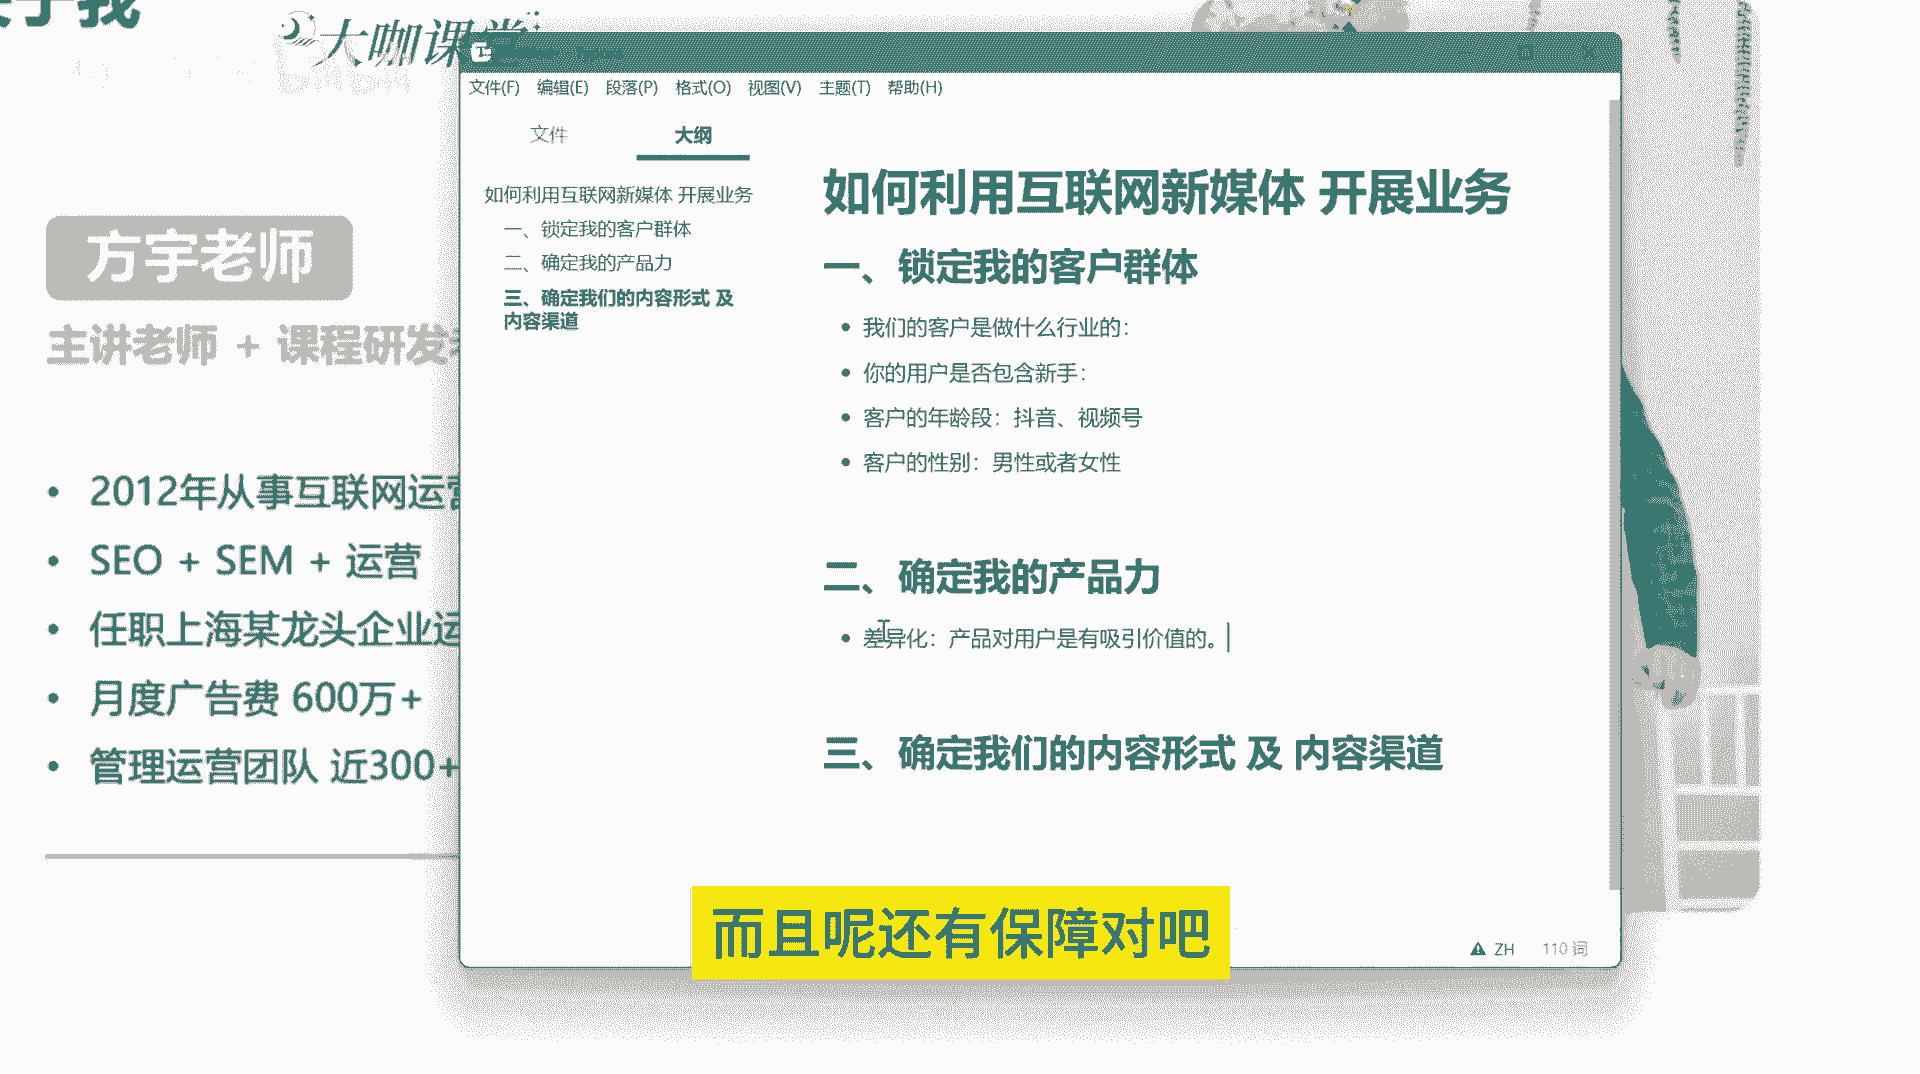 大咖课堂
方宇老师
主讲老师 + 课程研发
2012年从事互联网运营
SEO + SEM + 运营
任职上海某龙头企业运
月度广告费 600万+
管理运营团队 近300+
文件(F) 编辑(E) 段落(P) 格式(O) 视图(V) 主题(T) 帮助(H)
文件 大纲
如何利用互联网新媒体 开展业务
一、锁定我的客户群体
二、确定我的产品力
三、确定我们的内容形式 及
内容渠道
如何利用互联网新媒体 开展业务
一、锁定我的客户群体
我们的客户是做什么行业的：
你的用户是否包含新手：
客户的年龄段：抖音、视频号
客户的性别：男性或者女性
二、确定我的产品力
差异化：产品对用户是有吸引价值的。
三、确定我们的内容形式 及 内容渠道
而且呢还有保障对吧
ZH 110 词